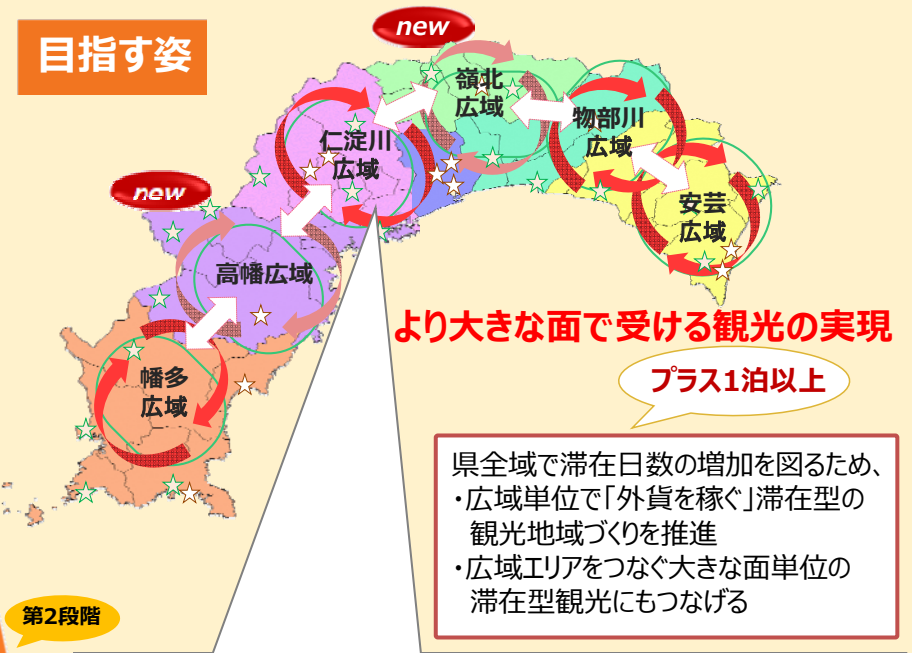 目指す姿
new
嶺北
広域
物部川
広域
仁淀川
広域
new
安芸
広域
高幡広域
より大きな面で受ける観光の実現
幡多
広域
プラス1泊以上
県全域で滞在日数の増加を図るため、
・広域単位で「外貨を稼ぐ」滞在型の
観光地域づくりを推進
・広域エリアをつなぐ大きな面単位の
滞在型観光にもつなげる
第2段階